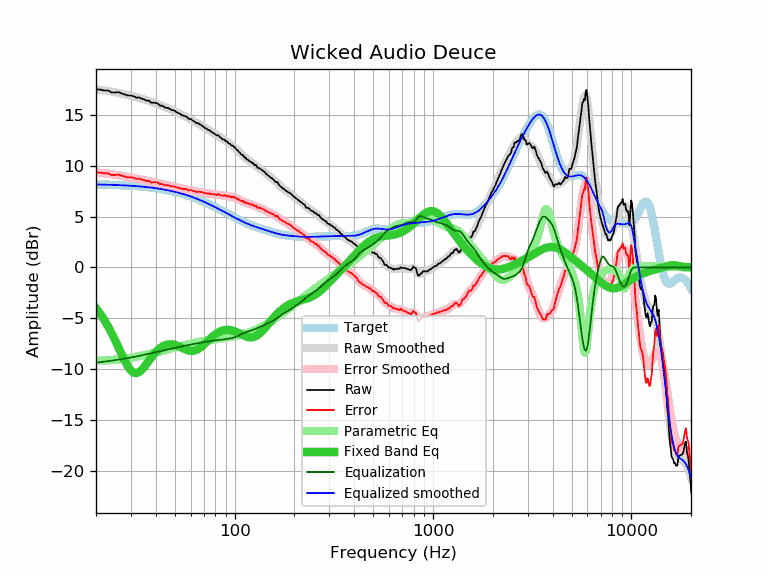 Wicked Audio Deuce
Amplitude (dBr)
15
10
5
0
−5
−10
−15
−20
Target
Raw Smoothed
Error Smoothed
Raw
Error
Parametric Eq
Fixed Band Eq
Equalization
Equalized smoothed
100
1000
10000
Frequency (Hz)